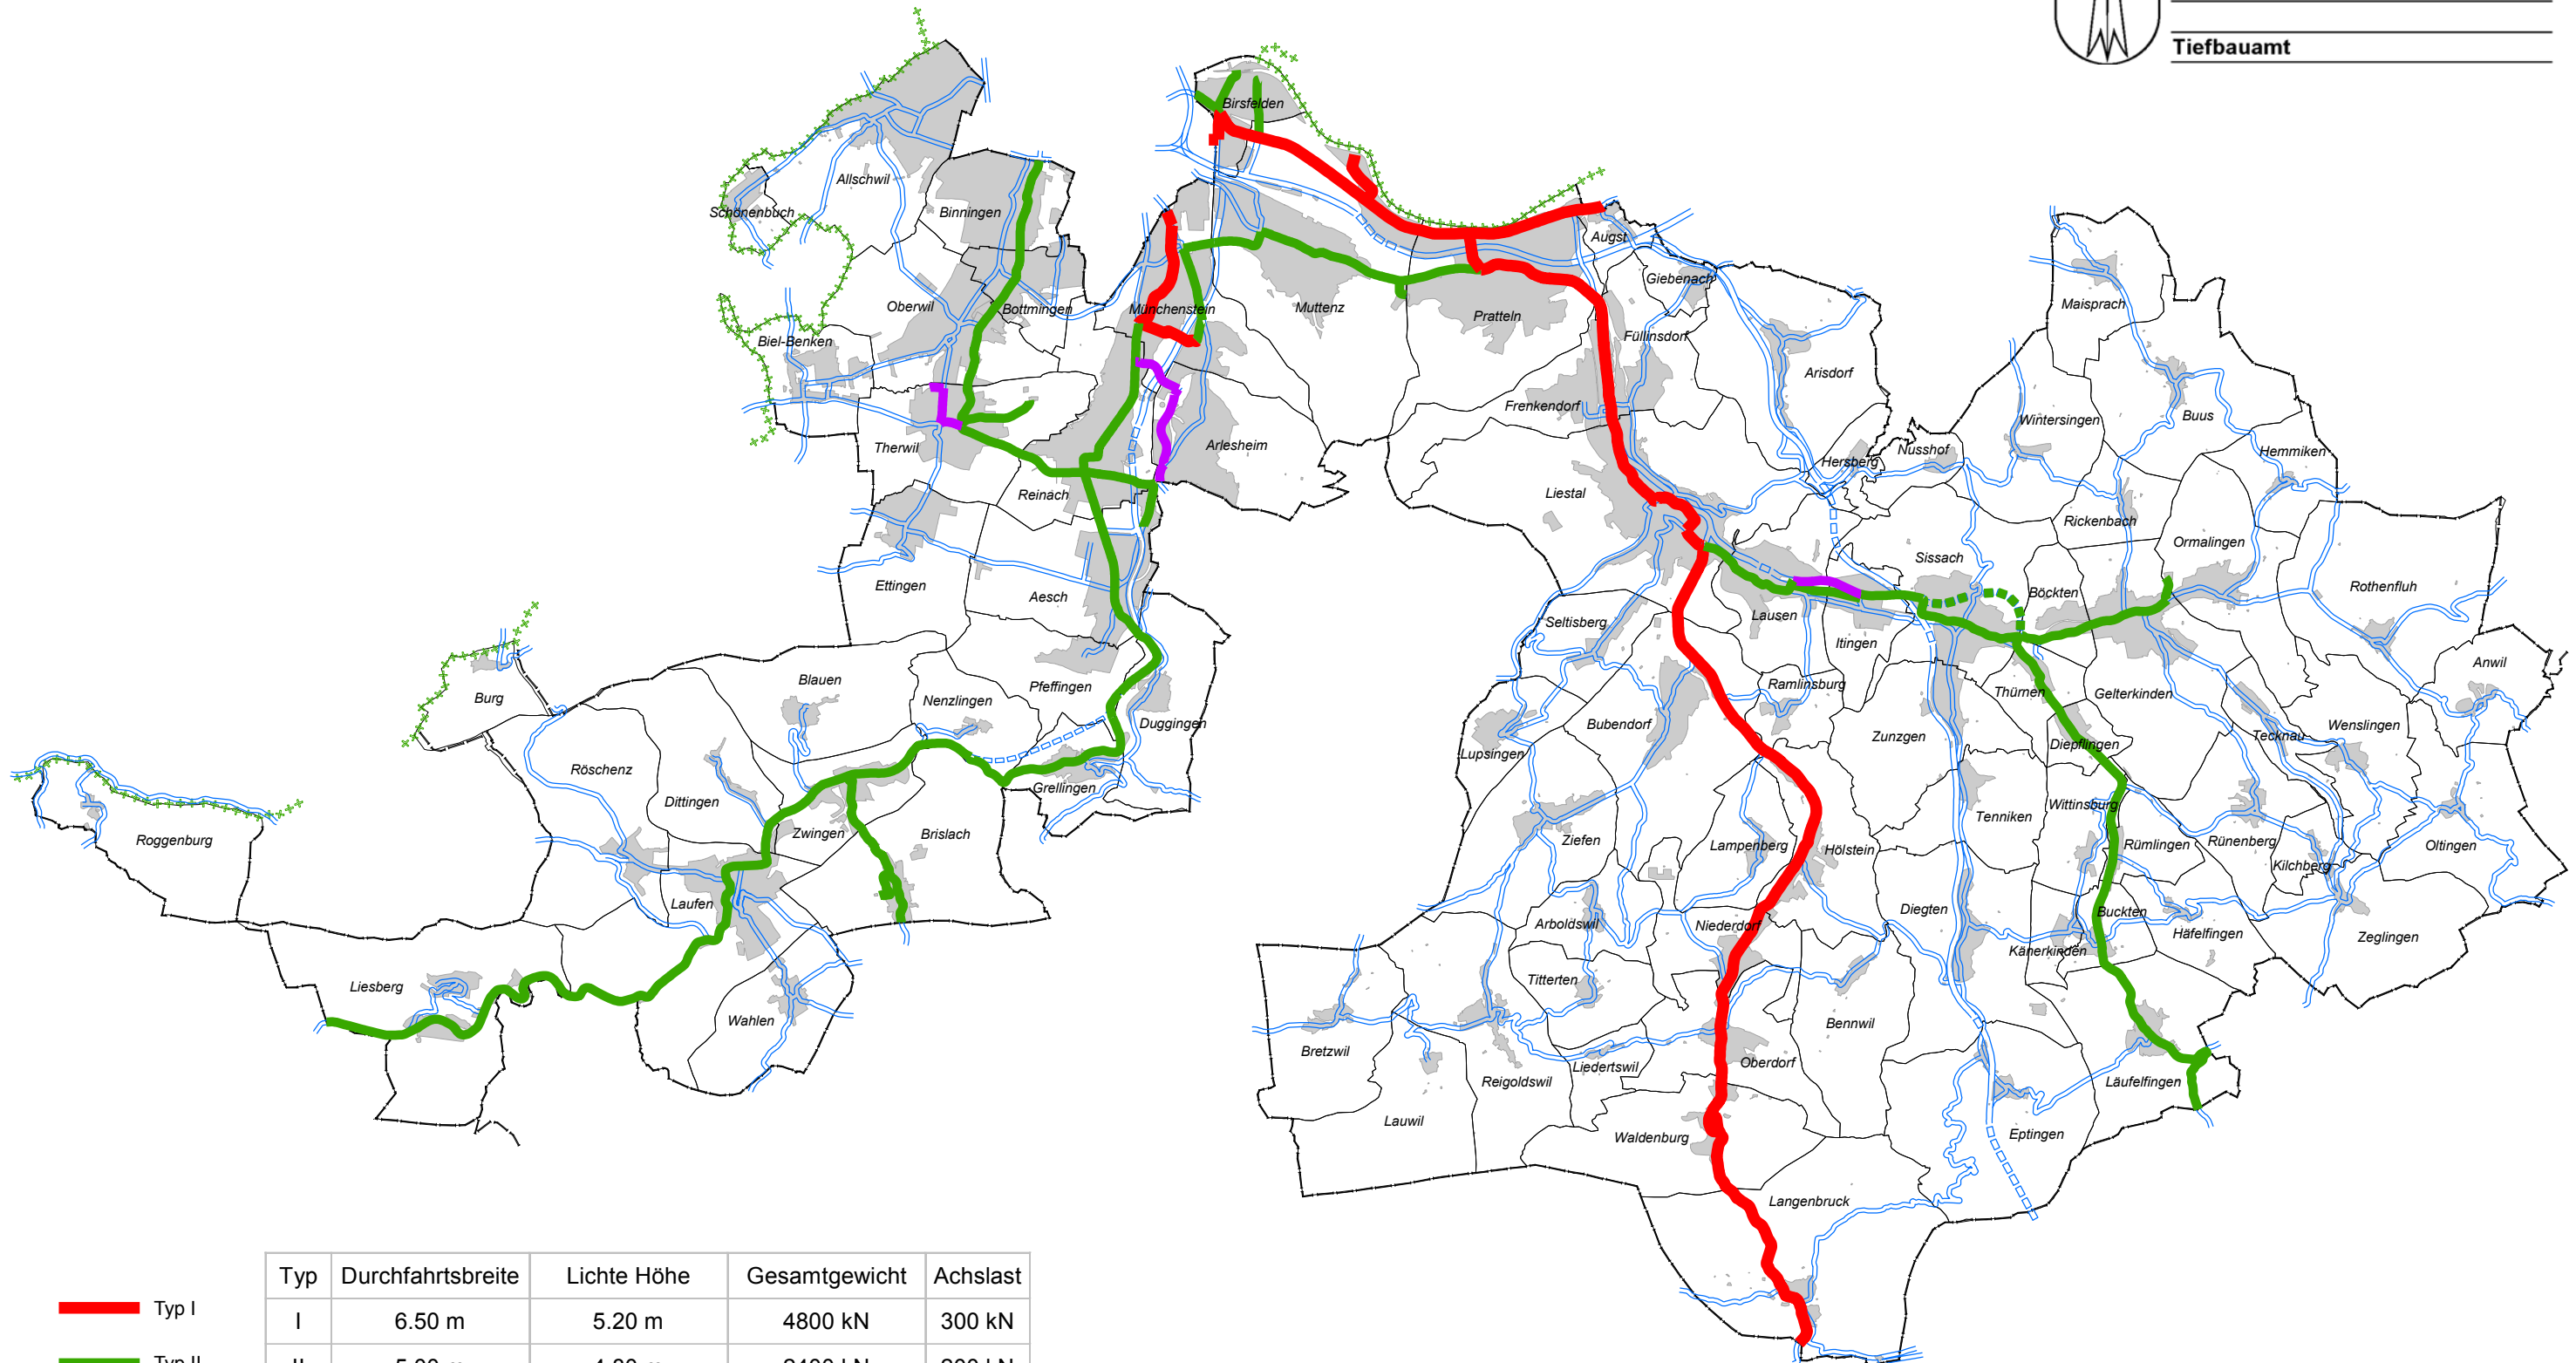 Tiefbauamt
Birsfelden
Allschwil
Schönenbuch
Binningen
Augst
Giebenach
Maisprach
Oberwil
Bottmingen
Münchenstein
Muttenz
Pratteln
Füllinsdorf
Biel-Benken
Arisdorf
Frenkendorf
Wintersingen
Buus
Therwil
Arlesheim
Nusshof
Hemmiken
Hersberg
Reinach
Liestal
Rickenbach
Ormalingen
Sissach
Ettingen
Aesch
Rothenfluh
Böckten
Lausen
Seltisberg
Itingen
Anwil
Blauen
Pfeffingen
Ramlinsburg
Burg
Nenzlingen
Thürnen
Gelterkinden
Duggingen
Bubendorf
Zunzgen
Wenslingen
Tecknau
Diepflingen
Lupsingen
Röschenz
Grellingen
Dittingen
Wittinsburg
Tenniken
Zwingen
Brislach
Roggenburg
Ziefen
Lampenberg
Hölstein
Rümlingen
Rünenberg
Oltingen
Kilchberg
Laufen
Diegten
Buckten
Arboldswil
Niederdorf
Häfelfingen
Zeglingen
Känerkinden
Titterten
Liesberg
Wahlen
Bennwil
Bretzwil
Oberdorf
Liedertswil
Reigoldswil
Läufelfingen
Lauwil
Waldenburg
Eptingen
Langenbruck
Typ Durchfahrtsbreite Lichte Höhe Gesamtgewicht Achslast
Typ I
I 6.50 m 5.20 m 4800 kN 300 kN
Typ II